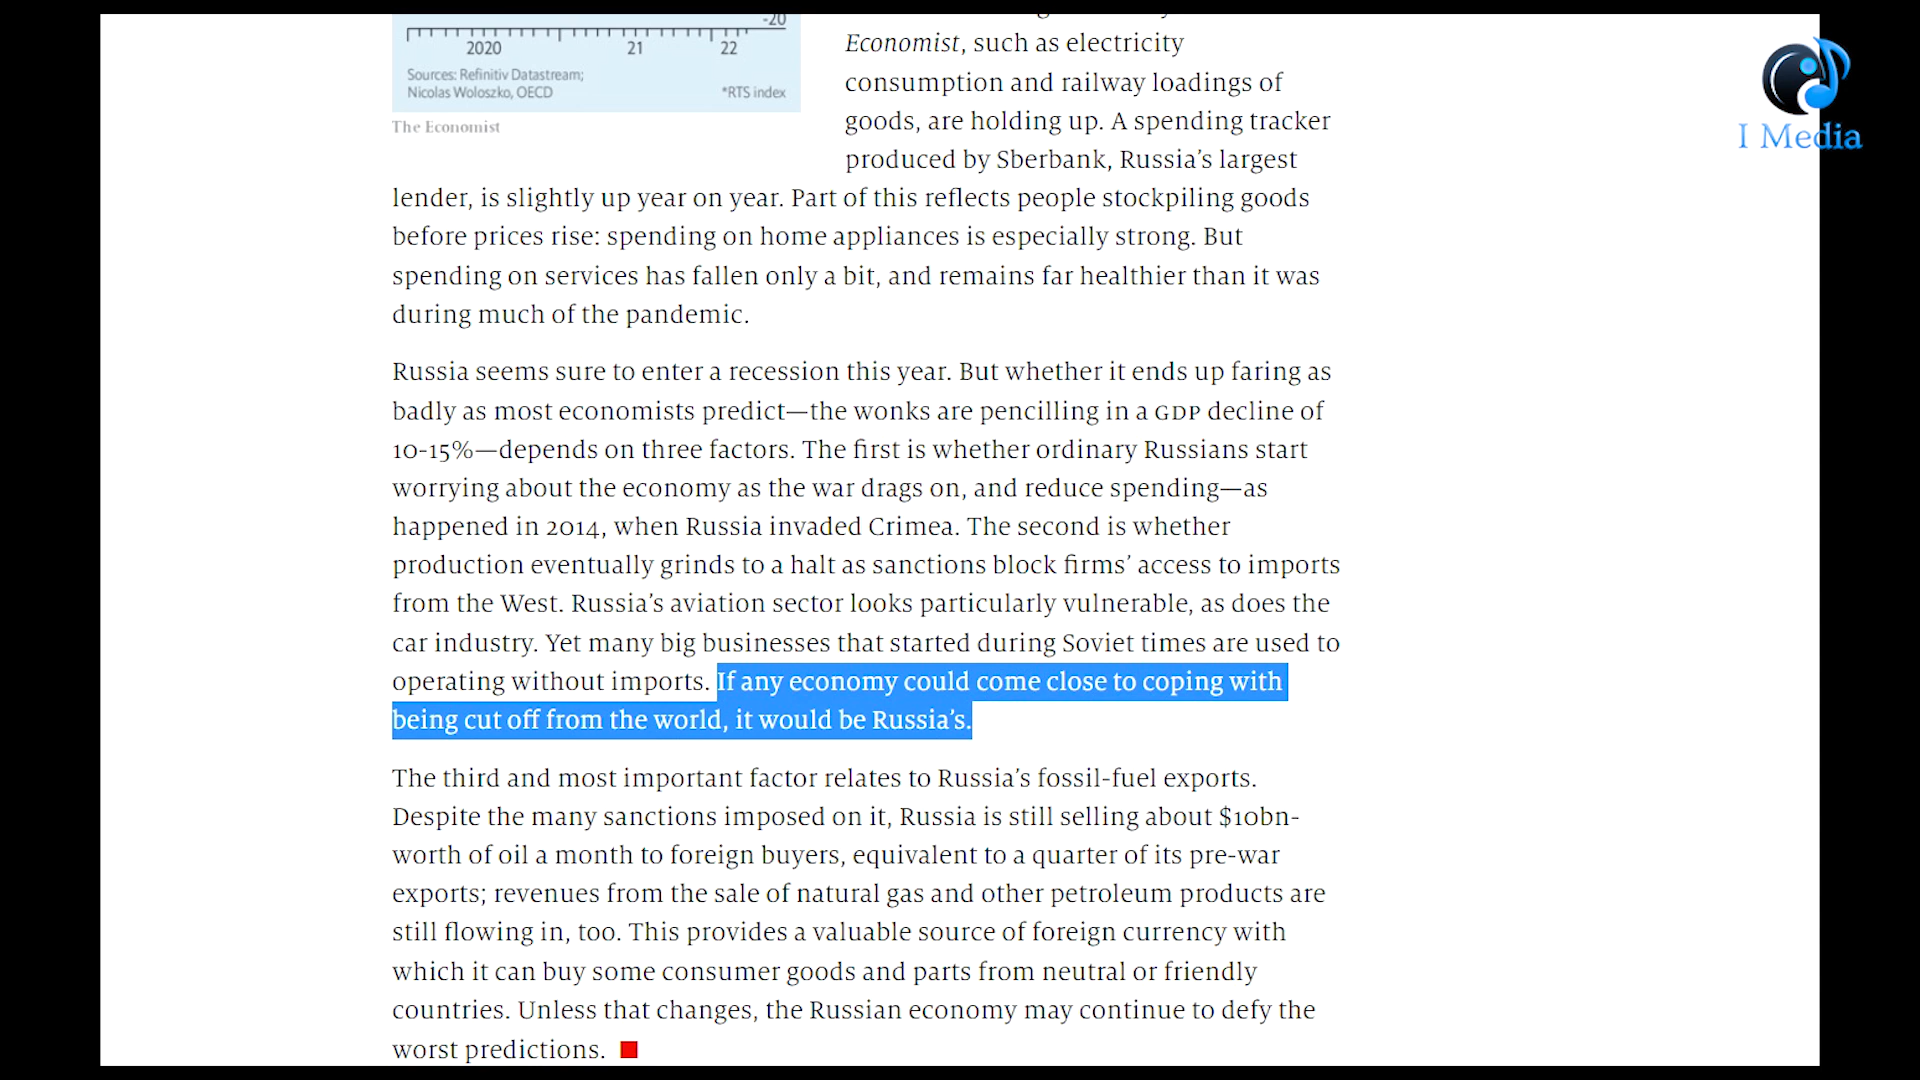 -20
2020 21 22
Sources: Refinitiv Datastream;
Nicolas Woloszko, OECD *RTS index
The Economist
Economist, such as electricity
consumption and railway loadings of
goods, are holding up. A spending tracker
produced by Sberbank, Russia’s largest
lender, is slightly up year on year. Part of this reflects people stockpiling goods
before prices rise: spending on home appliances is especially strong. But
spending on services has fallen only a bit, and remains far healthier than it was
during much of the pandemic.
Russia seems sure to enter a recession this year. But whether it ends up faring as
badly as most economists predict—the wonks are pencilling in a GDP decline of
10-15%—depends on three factors. The first is whether ordinary Russians start
worrying about the economy as the war drags on, and reduce spending—as
happened in 2014, when Russia invaded Crimea. The second is whether
production eventually grinds to a halt as sanctions block firms’ access to imports
from the West. Russia’s aviation sector looks particularly vulnerable, as does the
car industry. Yet many big businesses that started during Soviet times are used to
operating without imports. If any economy could come close to coping with
being cut off from the world, it would be Russia’s.
The third and most important factor relates to Russia’s fossil-fuel exports.
Despite the many sanctions imposed on it, Russia is still selling about $10bn-
worth of oil a month to foreign buyers, equivalent to a quarter of its pre-war
exports; revenues from the sale of natural gas and other petroleum products are
still flowing in, too. This provides a valuable source of foreign currency with
which it can buy some consumer goods and parts from neutral or friendly
countries. Unless that changes, the Russian economy may continue to defy the
worst predictions.
I Media